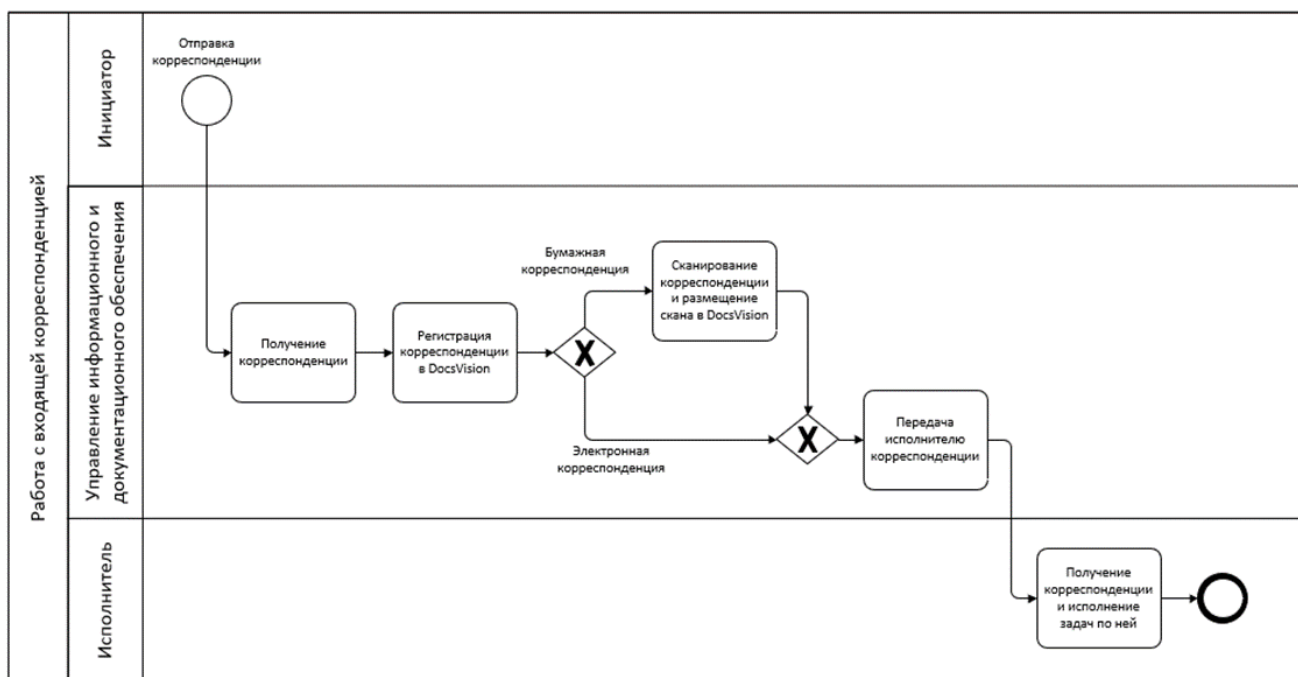 Работа с входящей корреспонденцией
Инициатор
Отправка
корреспонденции
Управление информационного и
документационного обеспечения
Получение
корреспонденции
Регистрация
корреспонденции
в DocsVision
X
Бумажная
корреспонденция
Сканирование
корреспонденции
и размещение
скана в DocsVision
Электронная
корреспонденция
X
Передача
исполнителю
корреспонденции
Исполнитель
Получение
корреспонденции
и исполнение
задач по ней